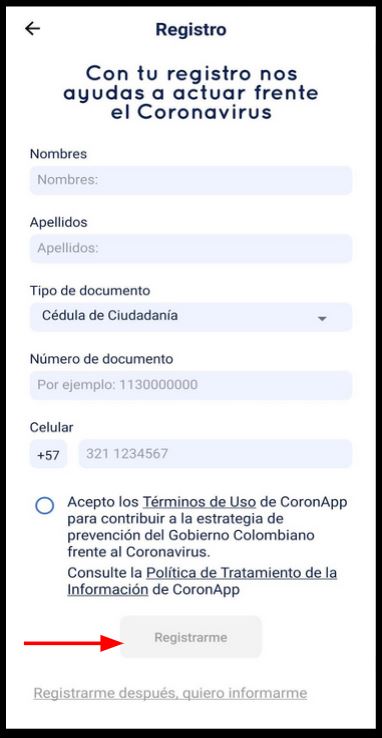 Registro
Con tu registro nos
ayudas a actuar frente
el Coronavirus
Nombres
Nombres:
Apellidos
Apellidos:
Tipo de documento
Cédula de Ciudadanía
Número de documento
Por ejemplo: 1130000000
Celular
+57 321 1234567
Acepto los Términos de Uso de CoronApp
para contribuir a la estrategia de
prevención del Gobierno Colombiano
frente al Coronavirus.
Consulte la Política de Tratamiento de la
Información de CoronApp
Registrarme
Registrarme después, quiero informarme